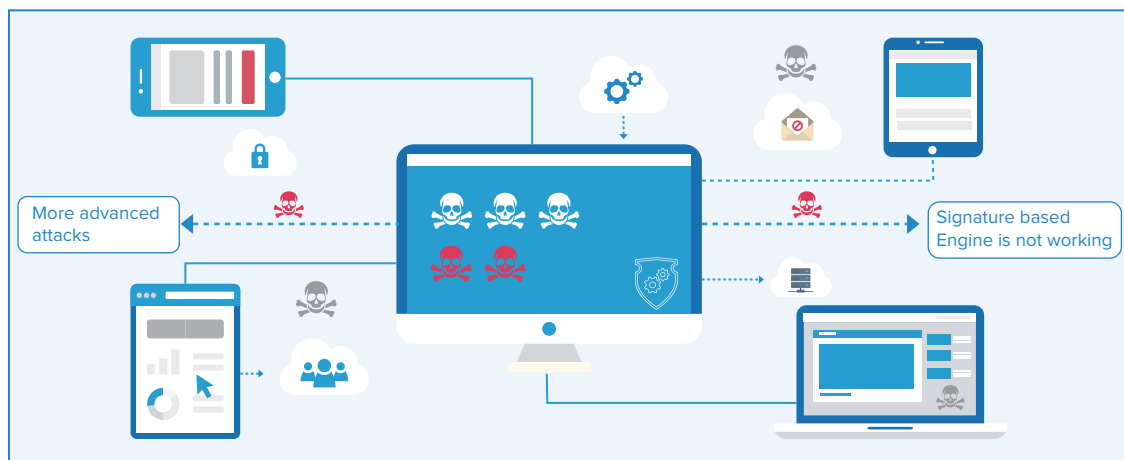 More advanced
attacks
Signature based
Engine is not working